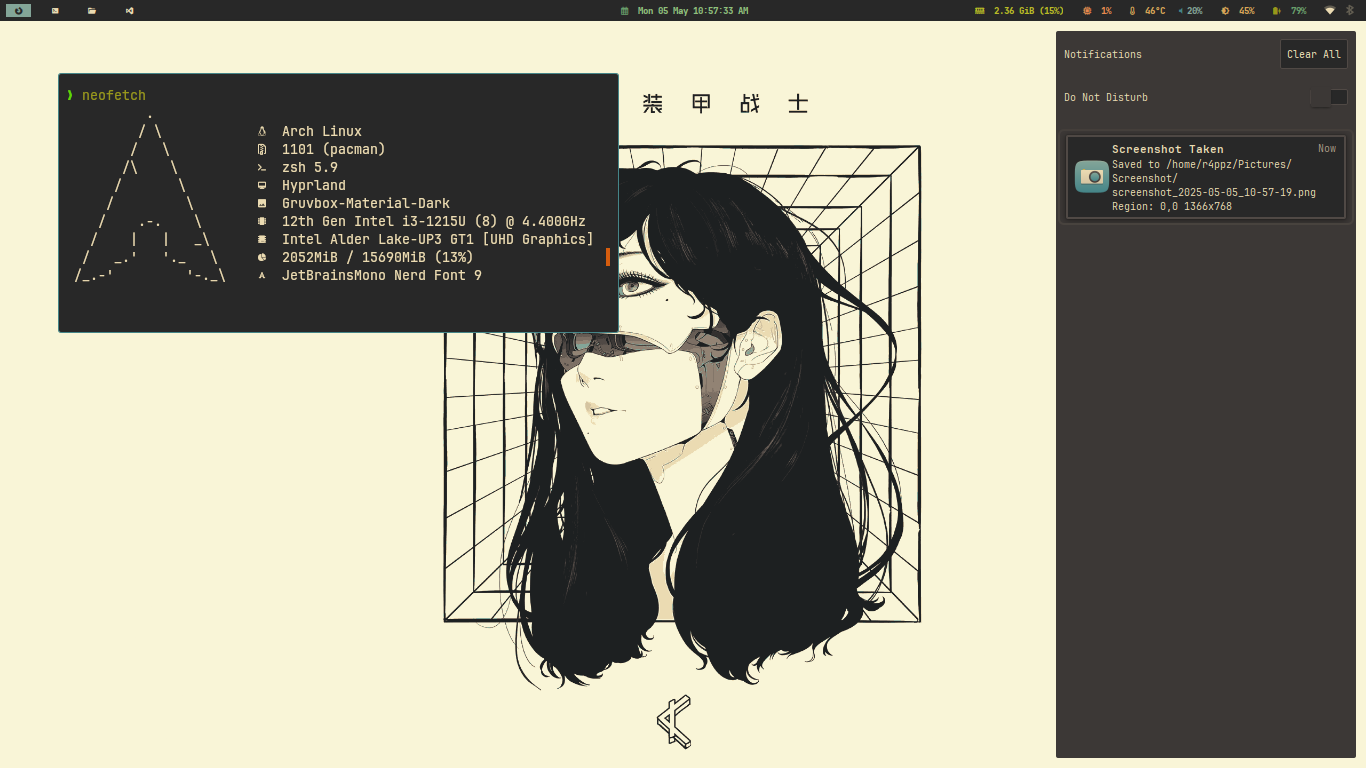 Mon 05 May 10:57:33 AM
2.36 GiB (15%) 1% 46°C 20% 45% 79%
❱ neofetch
Arch Linux
1101 (pacman)
zsh 5.9
Hyprland
Gruvbox-Material-Dark
12th Gen Intel i3-1215U (8) @ 4.400GHz
Intel Alder Lake-UP3 GT1 [UHD Graphics]
2052MiB / 15690MiB (13%)
JetBrainsMono Nerd Font 9
装甲战士
Notifications
Clear All
Do Not Disturb
Screenshot Taken
Now
Saved to /home/r4ppz/Pictures/
Screenshot/
screenshot_2025-05-05_10-57-19.png
Region: 0,0 1366x768